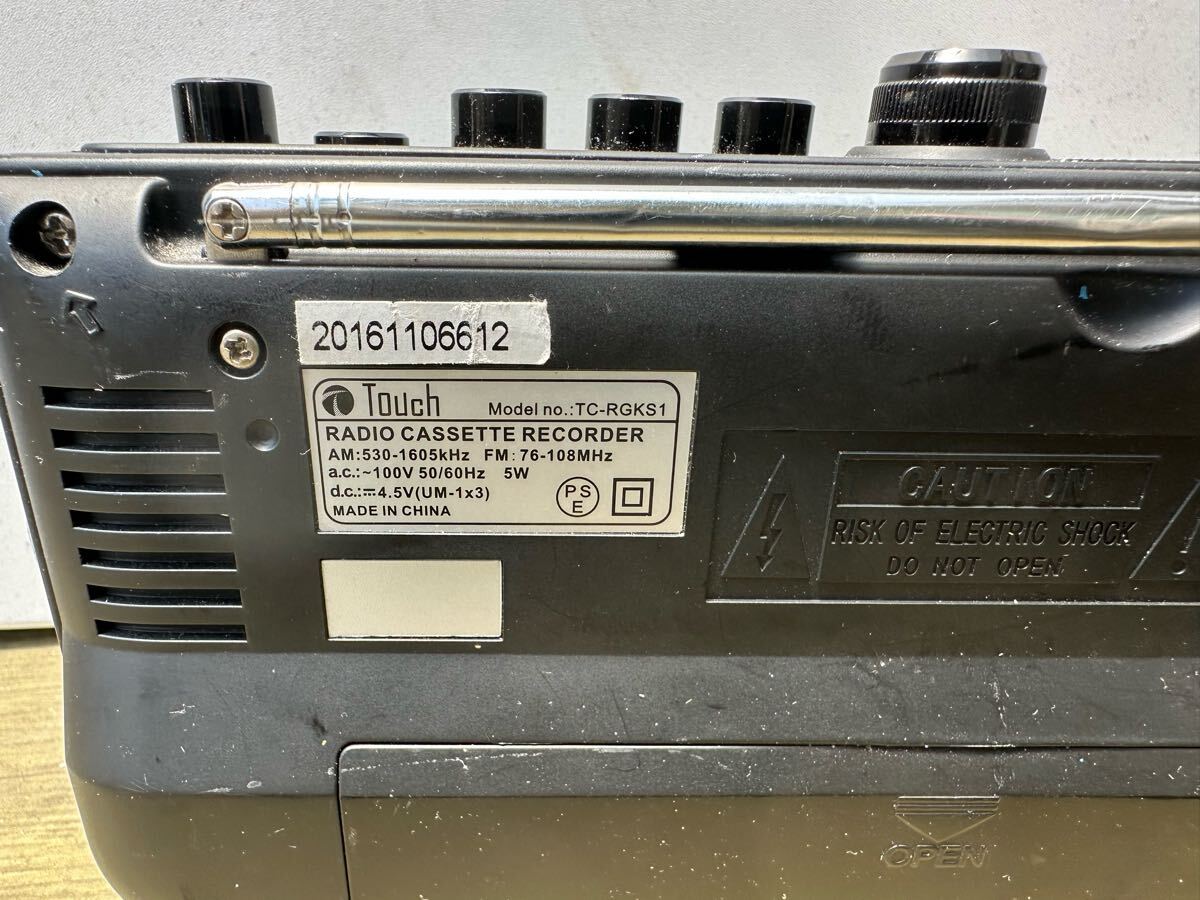 20161106612
Touch Model no.:TC-RGKS1
RADIO CASSETTE RECORDER
AM:530-1605kHz FM:76-108MHz
a.c.:~100V 50/60Hz 5W
d.c.:⎓4.5V(UM-1x3)
PS
E
MADE IN CHINA
CAUTION
RISK OF ELECTRIC SHOCK
DO NOT OPEN
!
OPEN